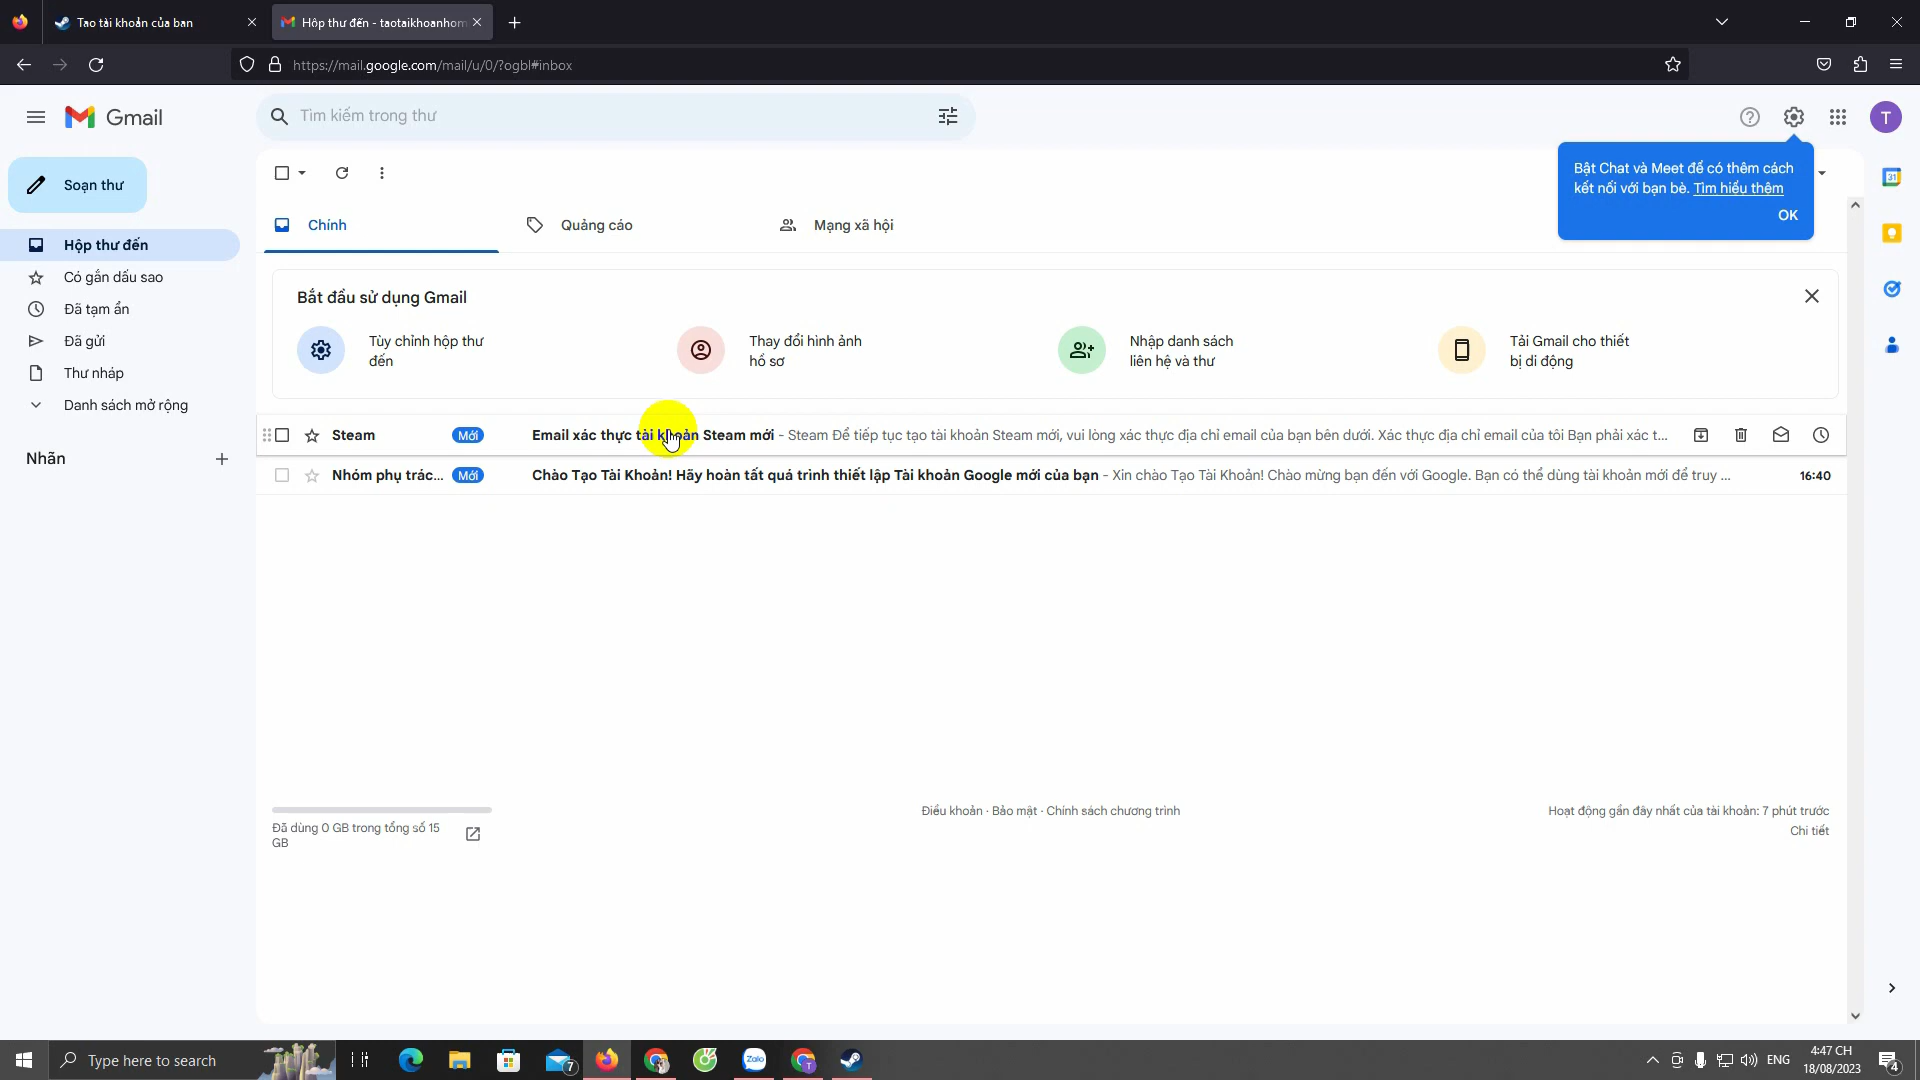 Tạo tài khoản của bạn
Hộp thư đến - taotaikhoanhom
https://mail.google.com/mail/u/0/?ogbl#inbox
Gmail
Tìm kiếm trong thư
T
Soạn thư
Bật Chat và Meet để có thêm cách
kết nối với bạn bè. Tìm hiểu thêm
OK
31
Chính
Quảng cáo
Mạng xã hội
Hộp thư đến
Có gắn dấu sao
Đã tạm ẩn
Đã gửi
Thư nháp
Danh sách mở rộng
Nhãn
Bắt đầu sử dụng Gmail
Tùy chỉnh hộp thư
đến
Thay đổi hình ảnh
hồ sơ
Nhập danh sách
liên hệ và thư
Tải Gmail cho thiết
bị di động
Steam Mới Email xác thực tài khoản Steam mới - Steam Để tiếp tục tạo tài khoản Steam mới, vui lòng xác thực địa chỉ email của bạn bên dưới. Xác thực địa chỉ email của tôi Bạn phải xác t...
Nhóm phụ trác... Mới Chào Tạo Tài Khoản! Hãy hoàn tất quá trình thiết lập Tài khoản Google mới của bạn - Xin chào Tạo Tài Khoản! Chào mừng bạn đến với Google. Bạn có thể dùng tài khoản mới để truy ... 16:40
Đã dùng 0 GB trong tổng số 15
GB
Điều khoản · Bảo mật · Chính sách chương trình
Hoạt động gần đây nhất của tài khoản: 7 phút trước
Chi tiết
Type here to search
7
Zalo
T
ENG
4:47 CH
18/08/2023
4